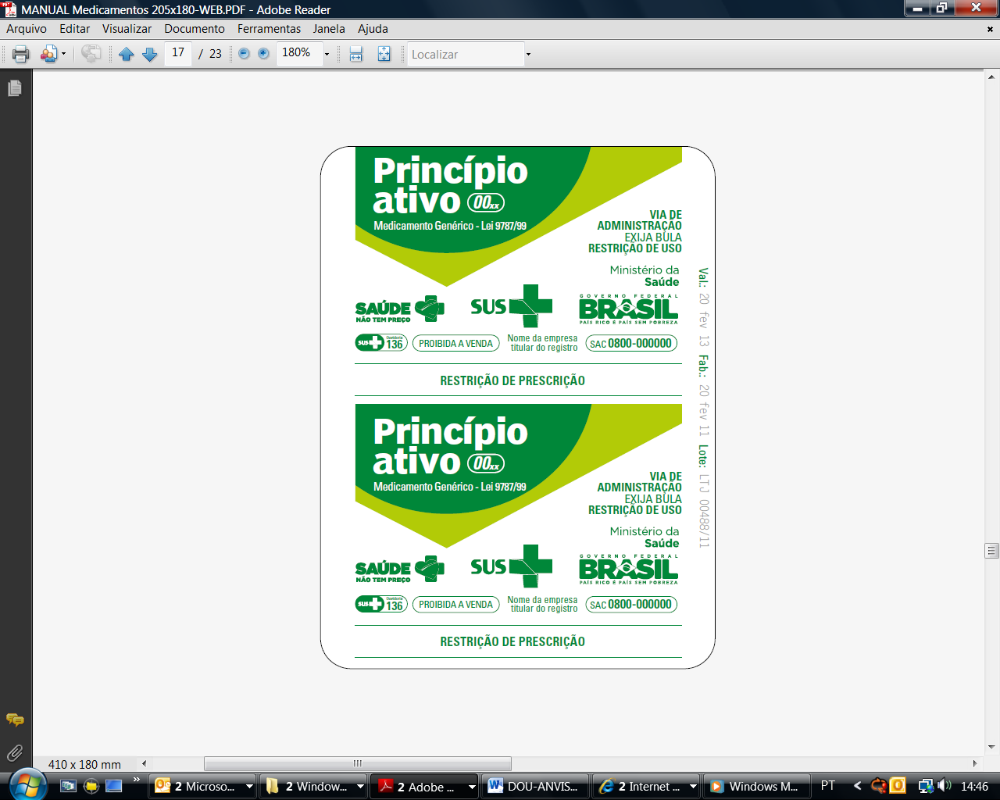 MANUAL Medicamentos 205x180-WEB.PDF - Adobe Reader
Arquivo Editar Visualizar Documento Ferramentas Janela Ajuda
17 / 23 180% Localizar
Princípio
ativo 00xx
Medicamento Genérico - Lei 9787/99
VIA DE
ADMINISTRAÇÃO
EXIJA BULA
RESTRIÇÃO DE USO
Ministério da
Saúde
SAÚDE
NÃO TEM PREÇO
SUS
GOVERNO FEDERAL
BRASIL
PAÍS RICO É PAÍS SEM POBREZA
SUS Ouvidoria 136
PROIBIDA A VENDA
Nome da empresa
titular do registro
SAC 0800-000000
RESTRIÇÃO DE PRESCRIÇÃO
Princípio
ativo 00xx
Medicamento Genérico - Lei 9787/99
VIA DE
ADMINISTRAÇÃO
EXIJA BULA
RESTRIÇÃO DE USO
Ministério da
Saúde
SAÚDE
NÃO TEM PREÇO
SUS
GOVERNO FEDERAL
BRASIL
PAÍS RICO É PAÍS SEM POBREZA
SUS Ouvidoria 136
PROIBIDA A VENDA
Nome da empresa
titular do registro
SAC 0800-000000
RESTRIÇÃO DE PRESCRIÇÃO
Val.: 20 fev 13 Fab.: 20 fev 11 Lote: LTJ 00488/11
410 x 180 mm
2 Microso... 2 Window... 2 Adobe ... DOU-ANVIS... 2 Internet ... Windows M... PT 14:46